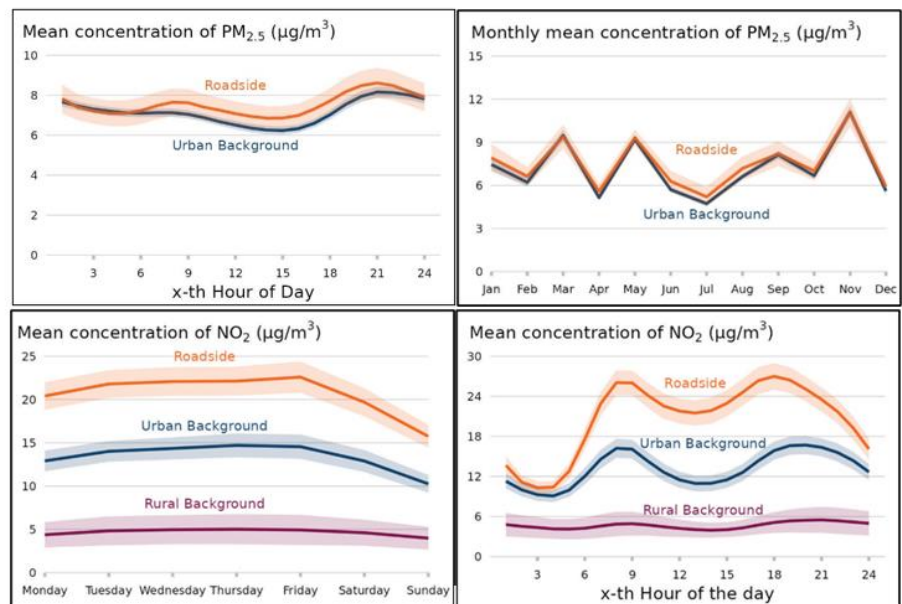 Mean concentration of PM2.5 (µg/m3)
10
8
6
4
2
0
Roadside
Urban Background
3 6 9 12 15 18 21 24
x-th Hour of Day
Monthly mean concentration of PM2.5 (µg/m3)
15
12
9
6
3
0
Roadside
Urban Background
Jan Feb Mar Apr May Jun Jul Aug Sep Oct Nov Dec
Mean concentration of NO2 (µg/m3)
25
20
15
10
5
0
Roadside
Urban Background
Rural Background
Monday Tuesday Wednesday Thursday Friday Saturday Sunday
Mean concentration of NO2 (µg/m3)
30
24
18
12
6
0
Roadside
Urban Background
Rural Background
3 6 9 12 15 18 21 24
x-th Hour of the day